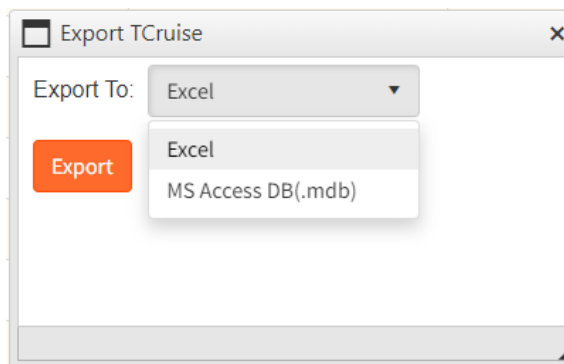 Export TCruise
Export To: Excel
Excel
Export
MS Access DB(.mdb)